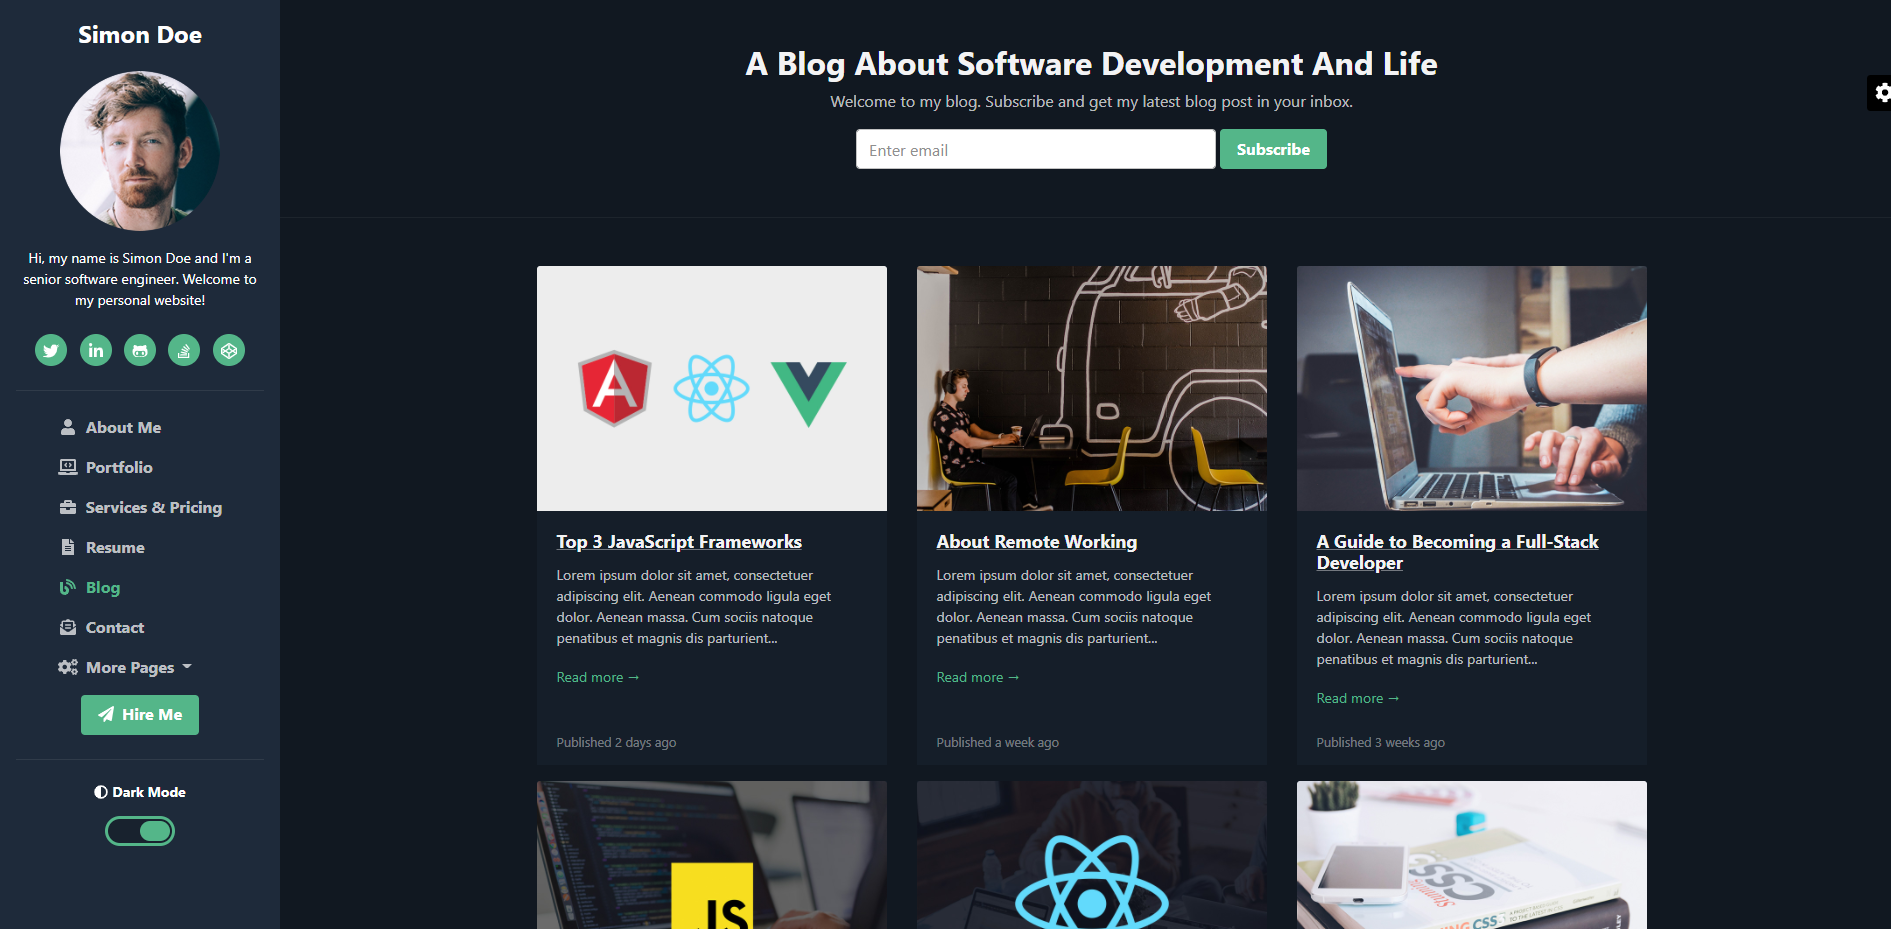 Simon Doe
Hi, my name is Simon Doe and I'm a
senior software engineer. Welcome to
my personal website!
About Me
Portfolio
Services & Pricing
Resume
Blog
Contact
More Pages
Hire Me
Dark Mode
A Blog About Software Development And Life
Welcome to my blog. Subscribe and get my latest blog post in your inbox.
Enter email
Subscribe
Top 3 JavaScript Frameworks
Lorem ipsum dolor sit amet, consectetuer
adipiscing elit. Aenean commodo ligula eget
dolor. Aenean massa. Cum sociis natoque
penatibus et magnis dis parturient...
Read more →
Published 2 days ago
About Remote Working
Lorem ipsum dolor sit amet, consectetuer
adipiscing elit. Aenean commodo ligula eget
dolor. Aenean massa. Cum sociis natoque
penatibus et magnis dis parturient...
Read more →
Published a week ago
A Guide to Becoming a Full-Stack
Developer
Lorem ipsum dolor sit amet, consectetuer
adipiscing elit. Aenean commodo ligula eget
dolor. Aenean massa. Cum sociis natoque
penatibus et magnis dis parturient...
Read more →
Published 3 weeks ago
JS
CSS
CSS